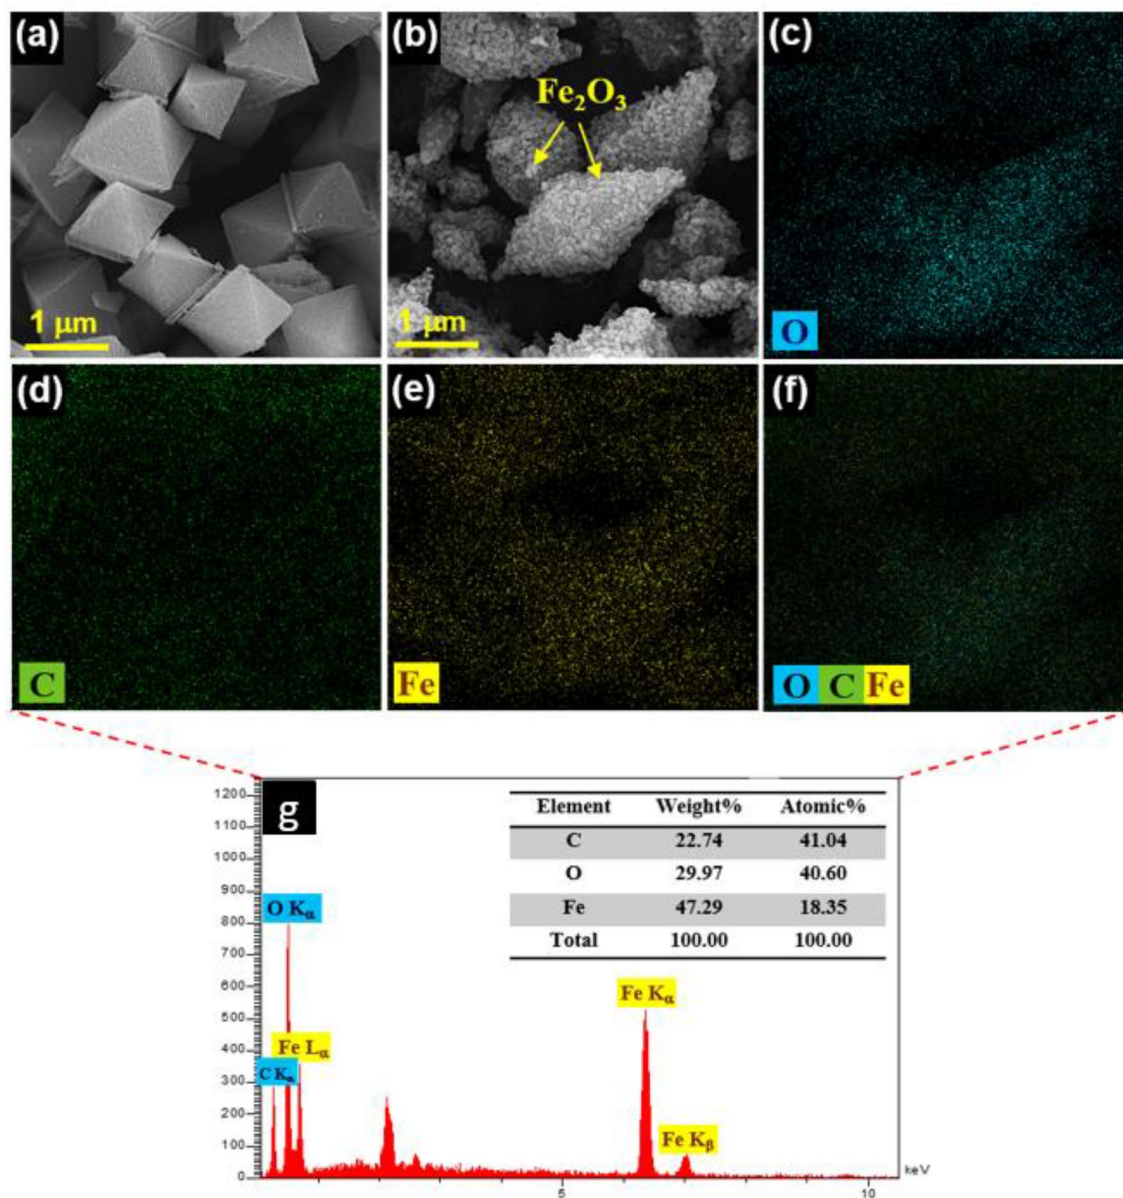 (a)
(b)
(c)
Fe₂O₃
1 μm
1 μm
O
(d)
(e)
(f)
C
Fe
O C Fe
g
1200
1100
1000
900
800
700
600
500
400
300
200
100
0
Element Weight% Atomic%
C 22.74 41.04
O 29.97 40.60
Fe 47.29 18.35
Total 100.00 100.00
O Kα
Fe Lα
C Kα
Fe Kα
Fe Kβ
5
10
keV